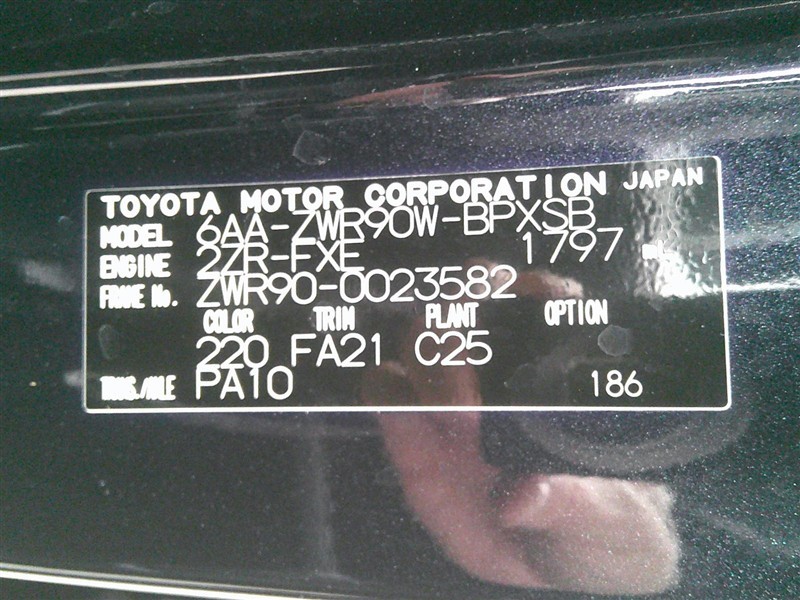 TOYOTA MOTOR CORPORATION JAPAN
MODEL 6AA-ZWR90W-BPXSB
ENGINE 2ZR-FXE 1797
FRAME No. ZWR90-0023582
COLOR TRIM PLANT OPTION
220 FA21 C25
TRANS./AXLE PA10 186